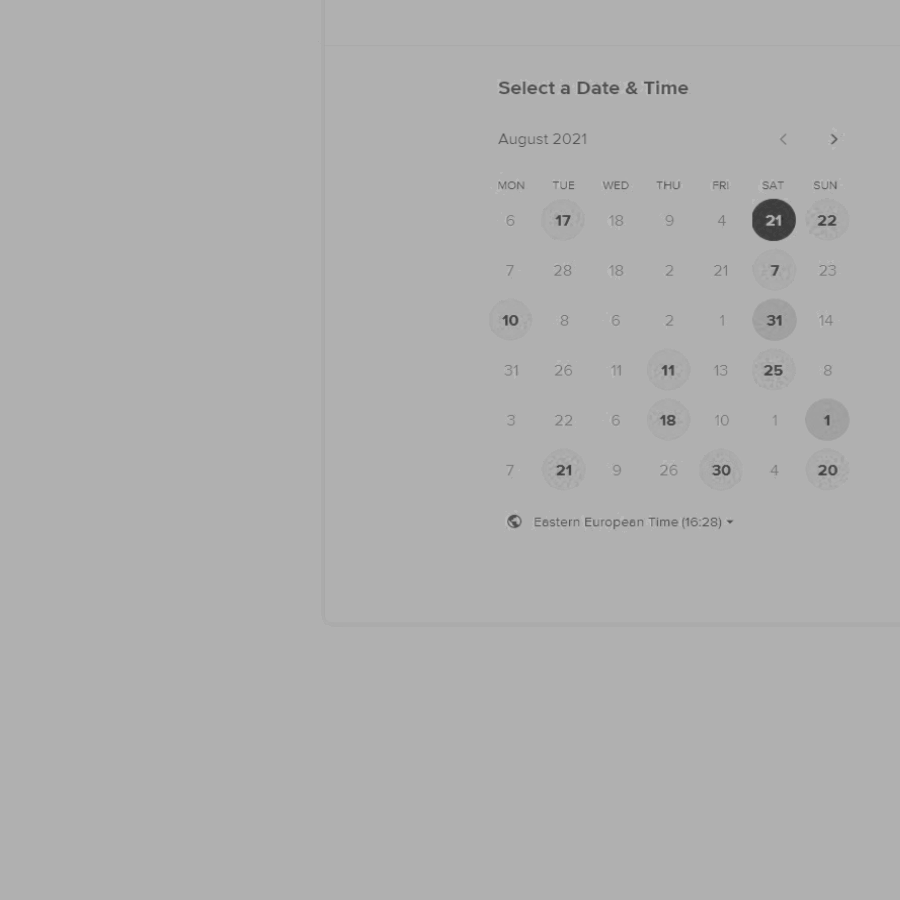 Select a Date & Time
August 2021
MON TUE WED THU FRI SAT SUN
6 17 18 9 4 21 22
7 28 18 2 21 7 23
10 8 6 2 1 31 14
31 26 11 11 13 25 8
3 22 6 18 10 1 1
7 21 9 26 30 4 20
Eastern European Time (16:28)